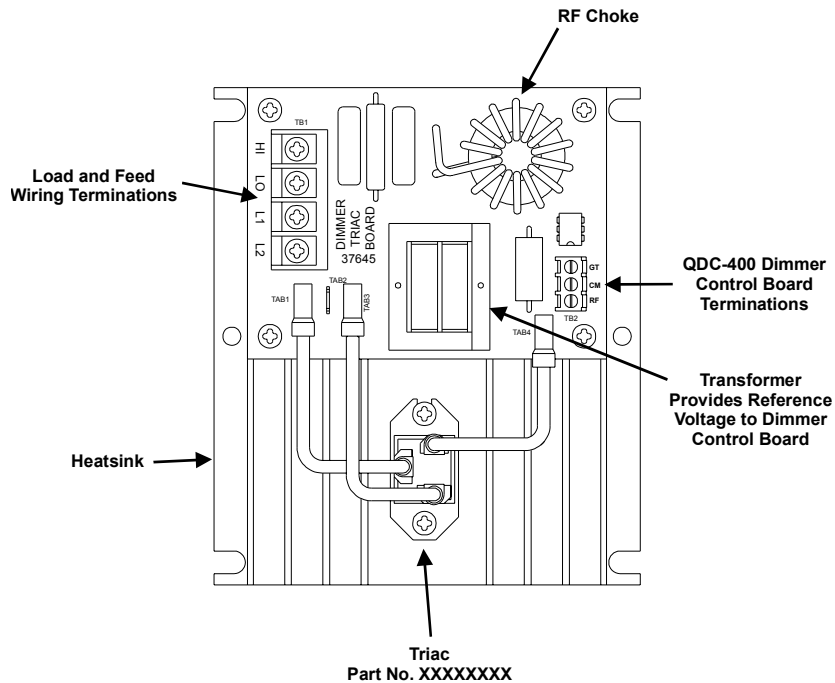 RF Choke
TB1
HI
LO
L1
L2
Load and Feed
Wiring Terminations
DIMMER
TRIAC
BOARD
37645
GT
CM
RF
TB2
QDC-400 Dimmer
Control Board
Terminations
TAB1
TAB2
TAB3
TAB4
Transformer
Provides Reference
Voltage to Dimmer
Control Board
Heatsink
Triac
Part No. XXXXXXXX